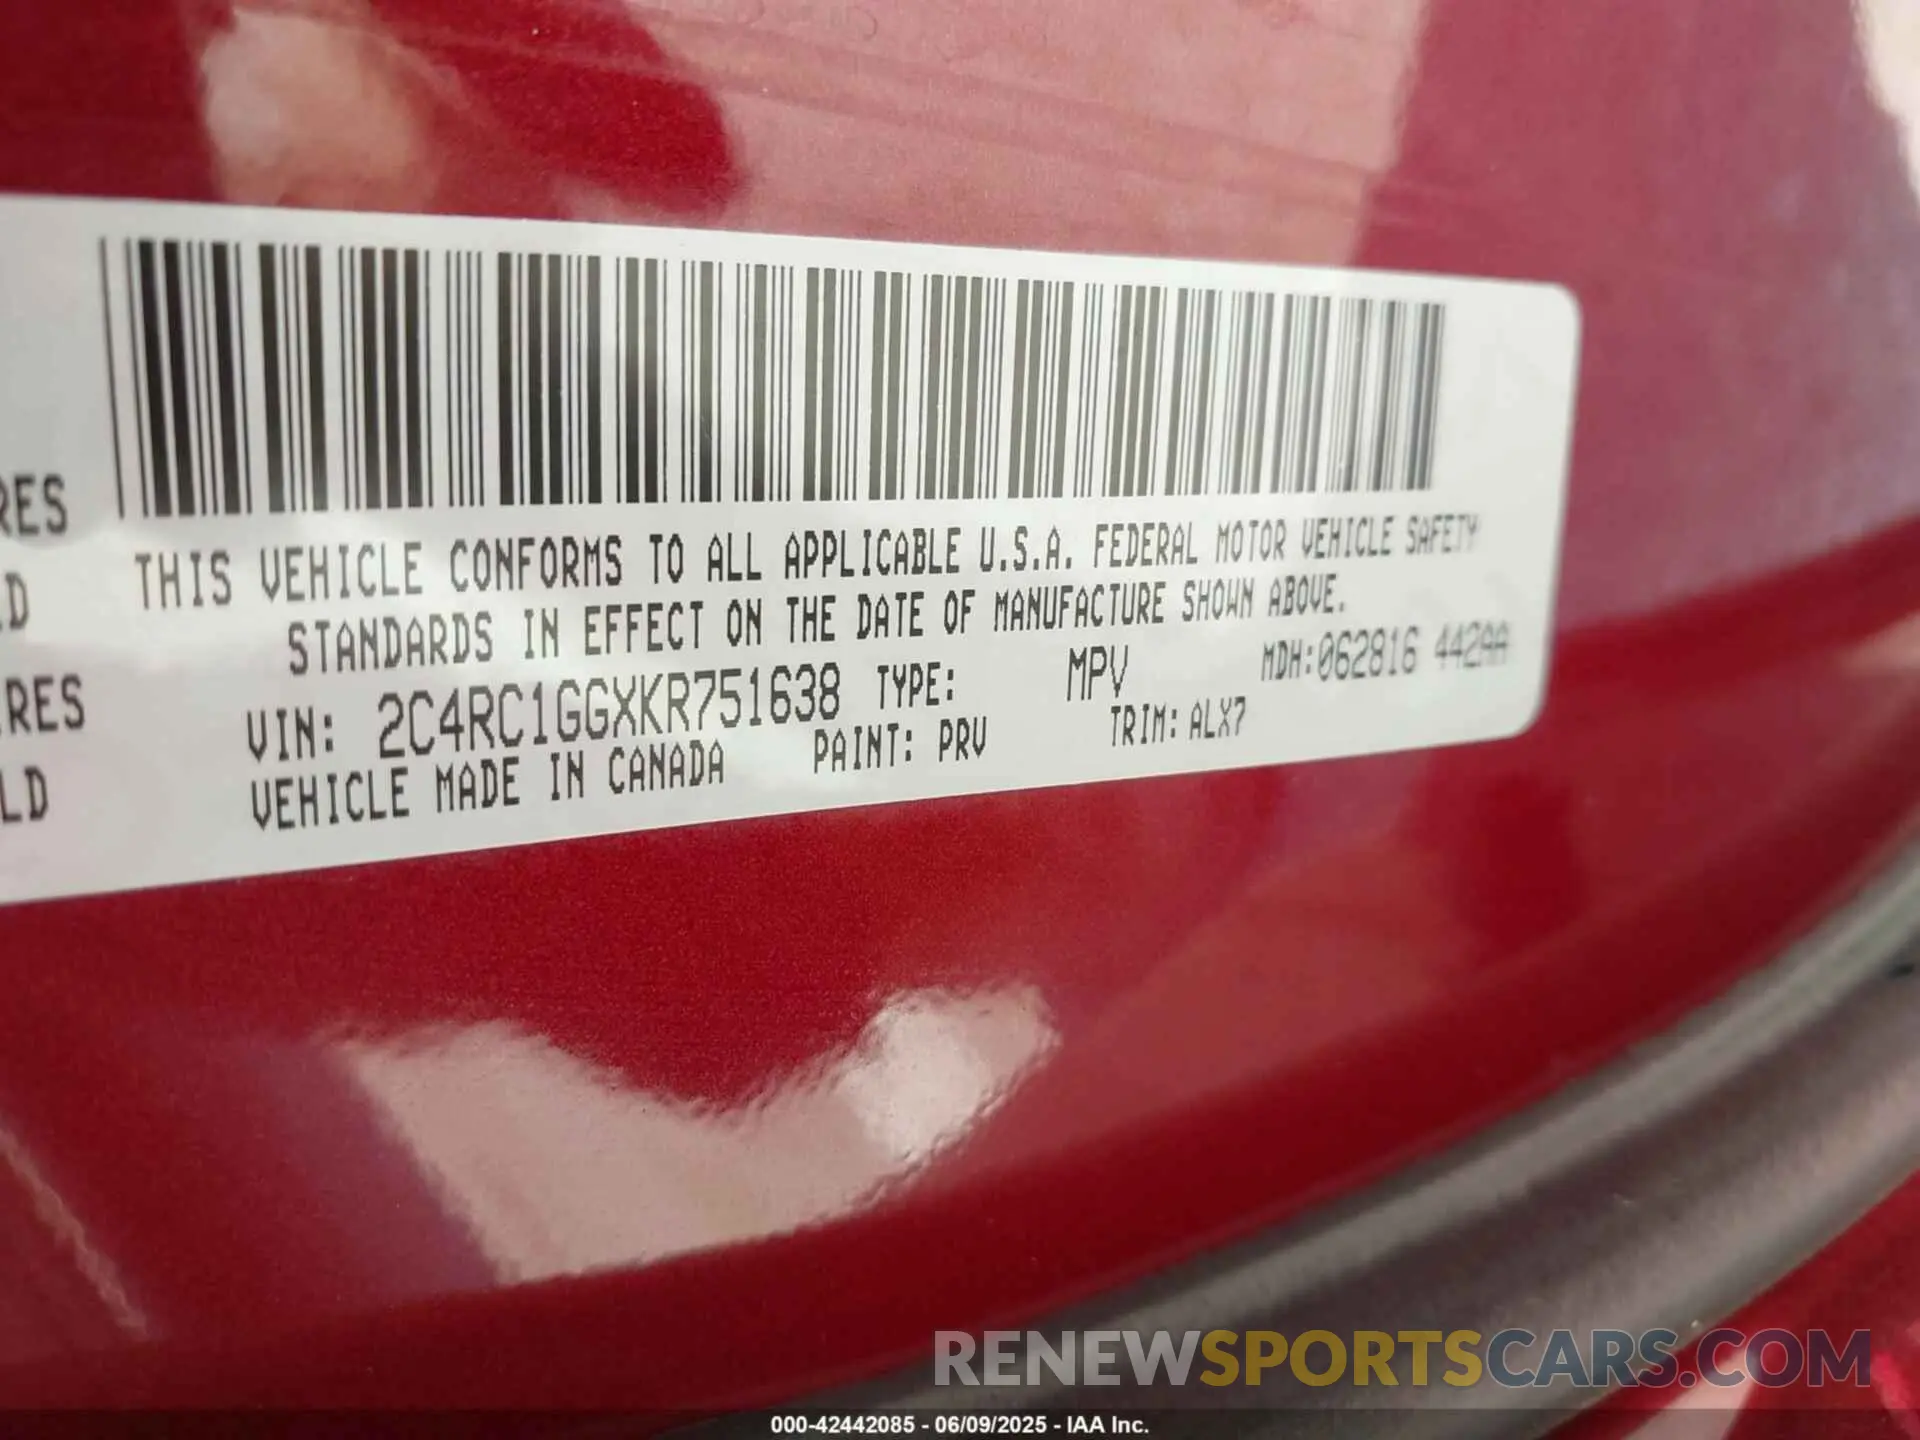 RES
LD
RES
LD
THIS VEHICLE CONFORMS TO ALL APPLICABLE U.S.A. FEDERAL MOTOR VEHICLE SAFETY
STANDARDS IN EFFECT ON THE DATE OF MANUFACTURE SHOWN ABOVE.
VIN: 2C4RC1GGXKR751638 TYPE: MPV MDH:062816 442AA
VEHICLE MADE IN CANADA PAINT: PRV TRIM: ALX7
RENEWSPORTSCARS.COM
000-42442085 - 06/09/2025 - IAA Inc.